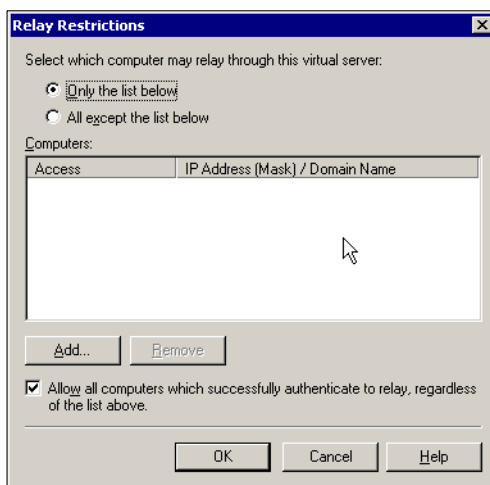 Relay Restrictions
Select which computer may relay through this virtual server:
Only the list below
All except the list below
Computers:
Access IP Address (Mask) / Domain Name
Add... Remove
Allow all computers which successfully authenticate to relay, regardless
of the list above.
OK Cancel Help